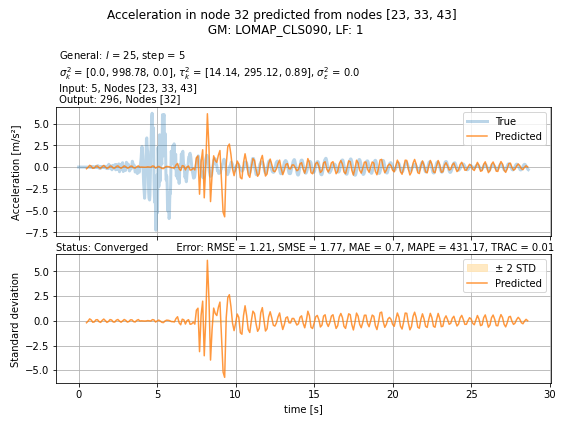 Acceleration in node 32 predicted from nodes [23, 33, 43]
GM: LOMAP_CLS090, LF: 1
General: l = 25, step = 5
σ²ₖ = [0.0, 998.78, 0.0], τ²ₖ = [14.14, 295.12, 0.89], σ²ε = 0.0
Input: 5, Nodes [23, 33, 43]
Output: 296, Nodes [32]
Acceleration [m/s²]
5.0
2.5
0.0
-2.5
-5.0
-7.5
True
Predicted
Status: Converged
Error: RMSE = 1.21, SMSE = 1.77, MAE = 0.7, MAPE = 431.17, TRAC = 0.01
Standard deviation
5.0
2.5
0.0
−2.5
−5.0
± 2 STD
Predicted
0 5 10 15 20 25 30
time [s]